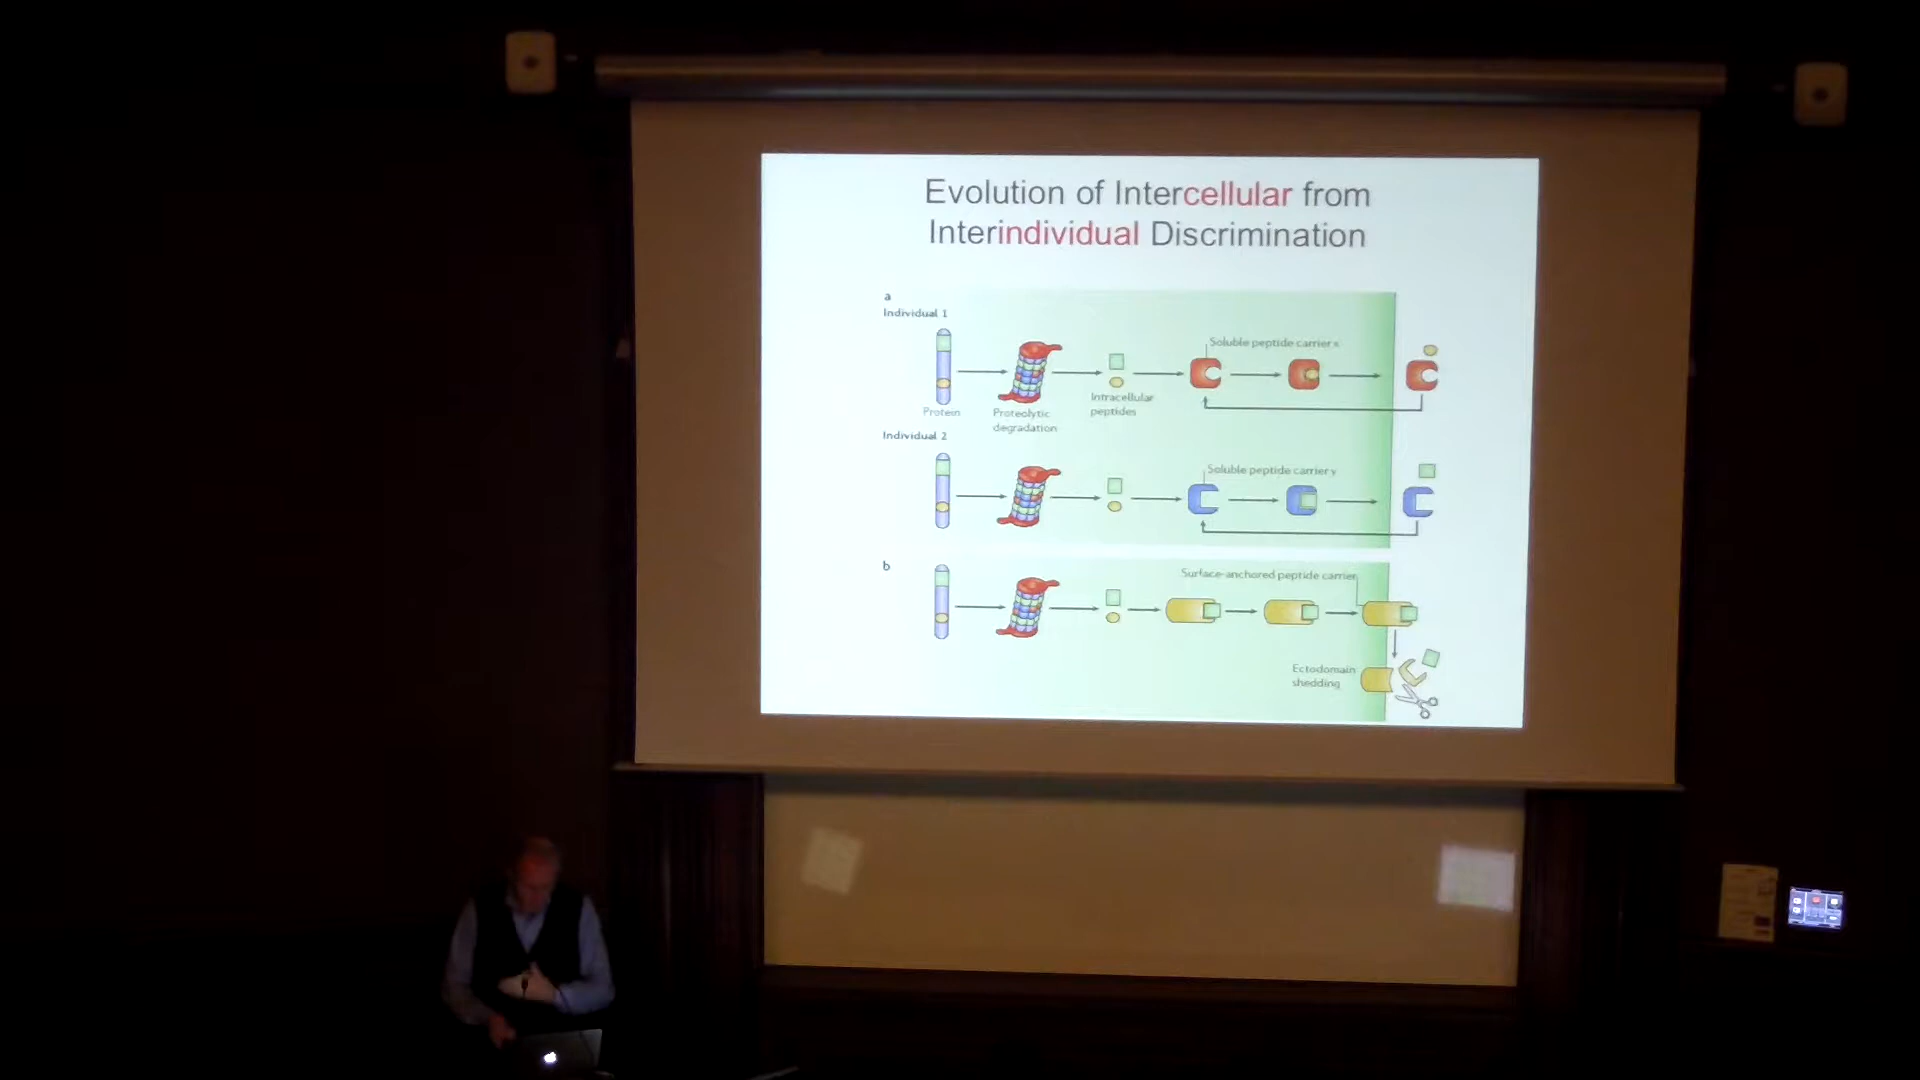 Evolution of Intercellular from
Interindividual Discrimination
a
Individual 1
Soluble peptide carrier x
Protein
Proteolytic
degradation
Intracellular
peptides
Individual 2
Soluble peptide carrier y
b
Surface-anchored peptide carrier
Ectodomain
shedding